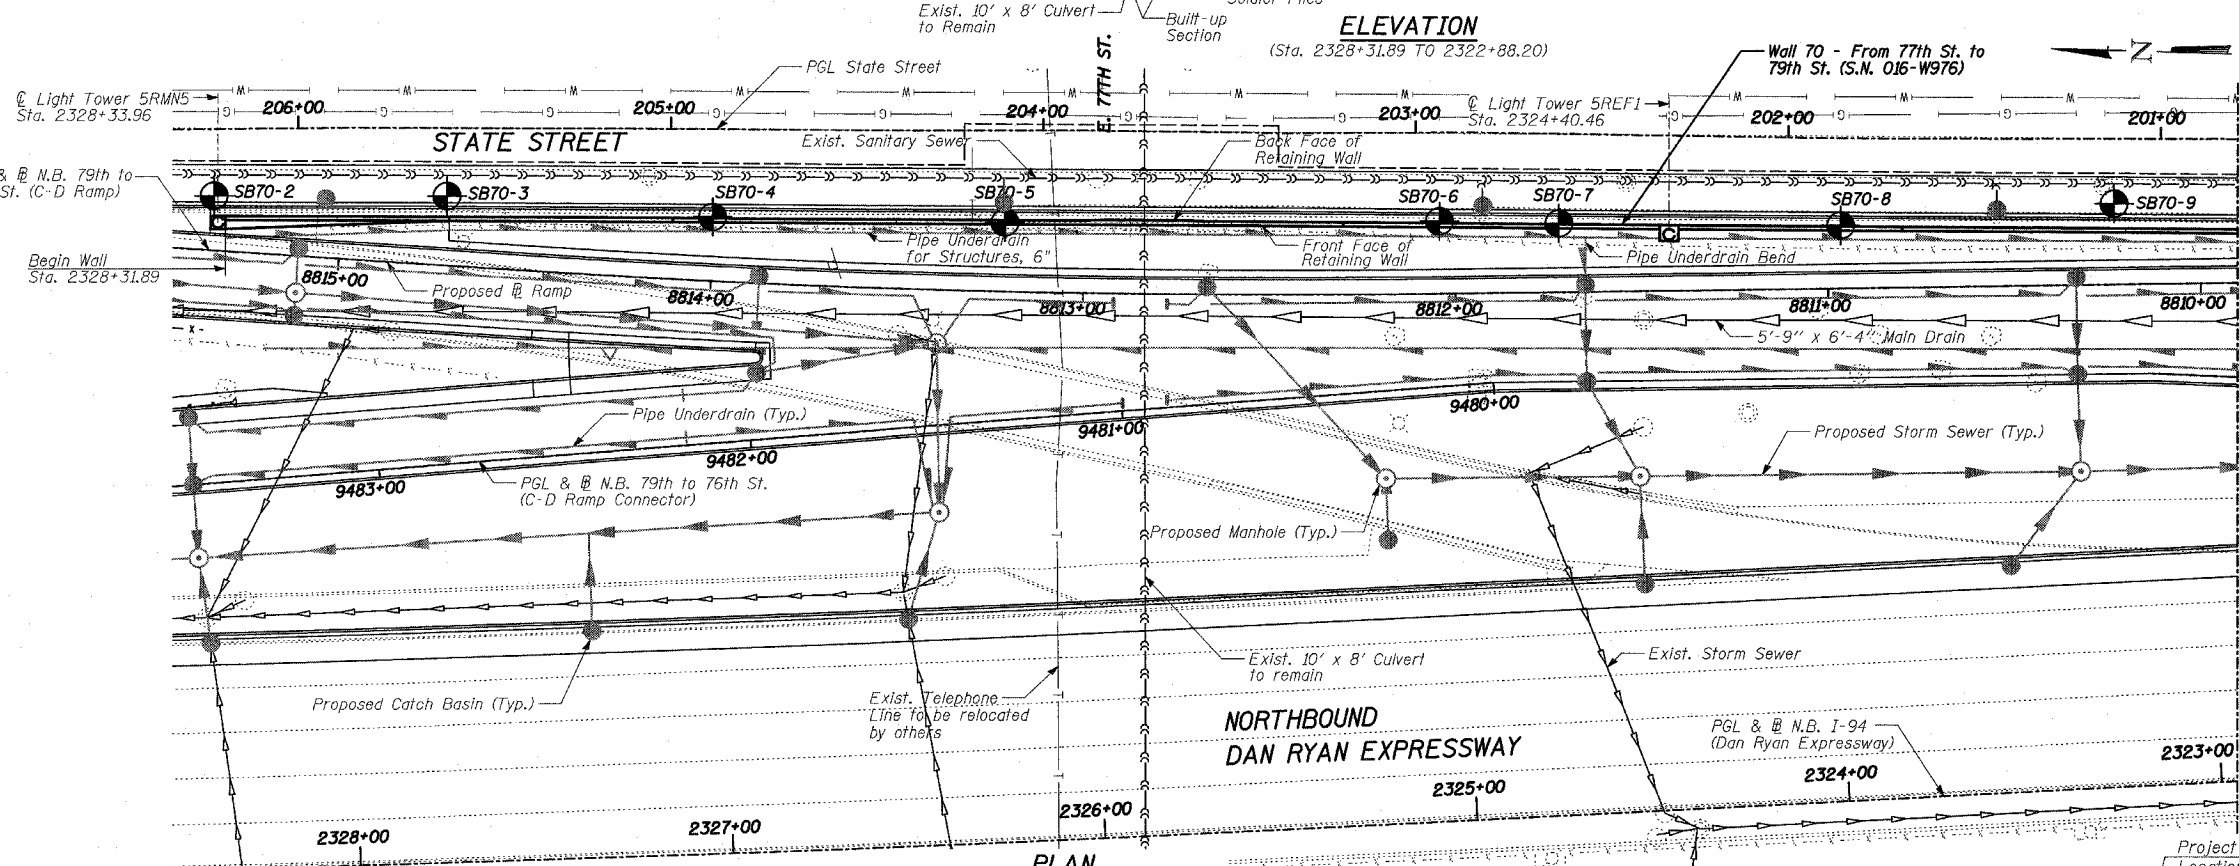 Exist. 10' x 8' Culvert
to Remain
Built-up
Section
E. 77TH ST.
ELEVATION
(Sta. 2328+31.89 TO 2322+88.20)
Wall 70 - From 77th St. to
79th St. (S.N. 016-W976)
Z
PGL State Street
℄ Light Tower 5RMN5
Sta. 2328+33.96
206+00
205+00
204+00
203+00
℄ Light Tower 5REF1
Sta. 2324+40.46
202+00
201+00
STATE STREET
Exist. Sanitary Sewer
Back Face of
Retaining Wall
& ⅊ N.B. 79th to
St. (C-D Ramp)
SB70-2
SB70-3
SB70-4
SB70-5
SB70-6
SB70-7
SB70-8
SB70-9
Pipe Underdrain
for Structures, 6"
Front Face of
Retaining Wall
Pipe Underdrain Bend
Begin Wall
Sta. 2328+31.89
8815+00
Proposed ⅊ Ramp
8814+00
8813+00
8812+00
8811+00
8810+00
5'-9" x 6'-4" Main Drain
Pipe Underdrain (Typ.)
9483+00
9482+00
9481+00
9480+00
PGL & ⅊ N.B. 79th to 76th St.
(C-D Ramp Connector)
Proposed Storm Sewer (Typ.)
Proposed Manhole (Typ.)
Proposed Catch Basin (Typ.)
Exist. Telephone
Line to be relocated
by others
Exist. 10' x 8' Culvert
to remain
Exist. Storm Sewer
NORTHBOUND
DAN RYAN EXPRESSWAY
PGL & ⅊ N.B. I-94
(Dan Ryan Expressway)
2328+00
2327+00
2326+00
2325+00
2324+00
2323+00
PLAN
Project